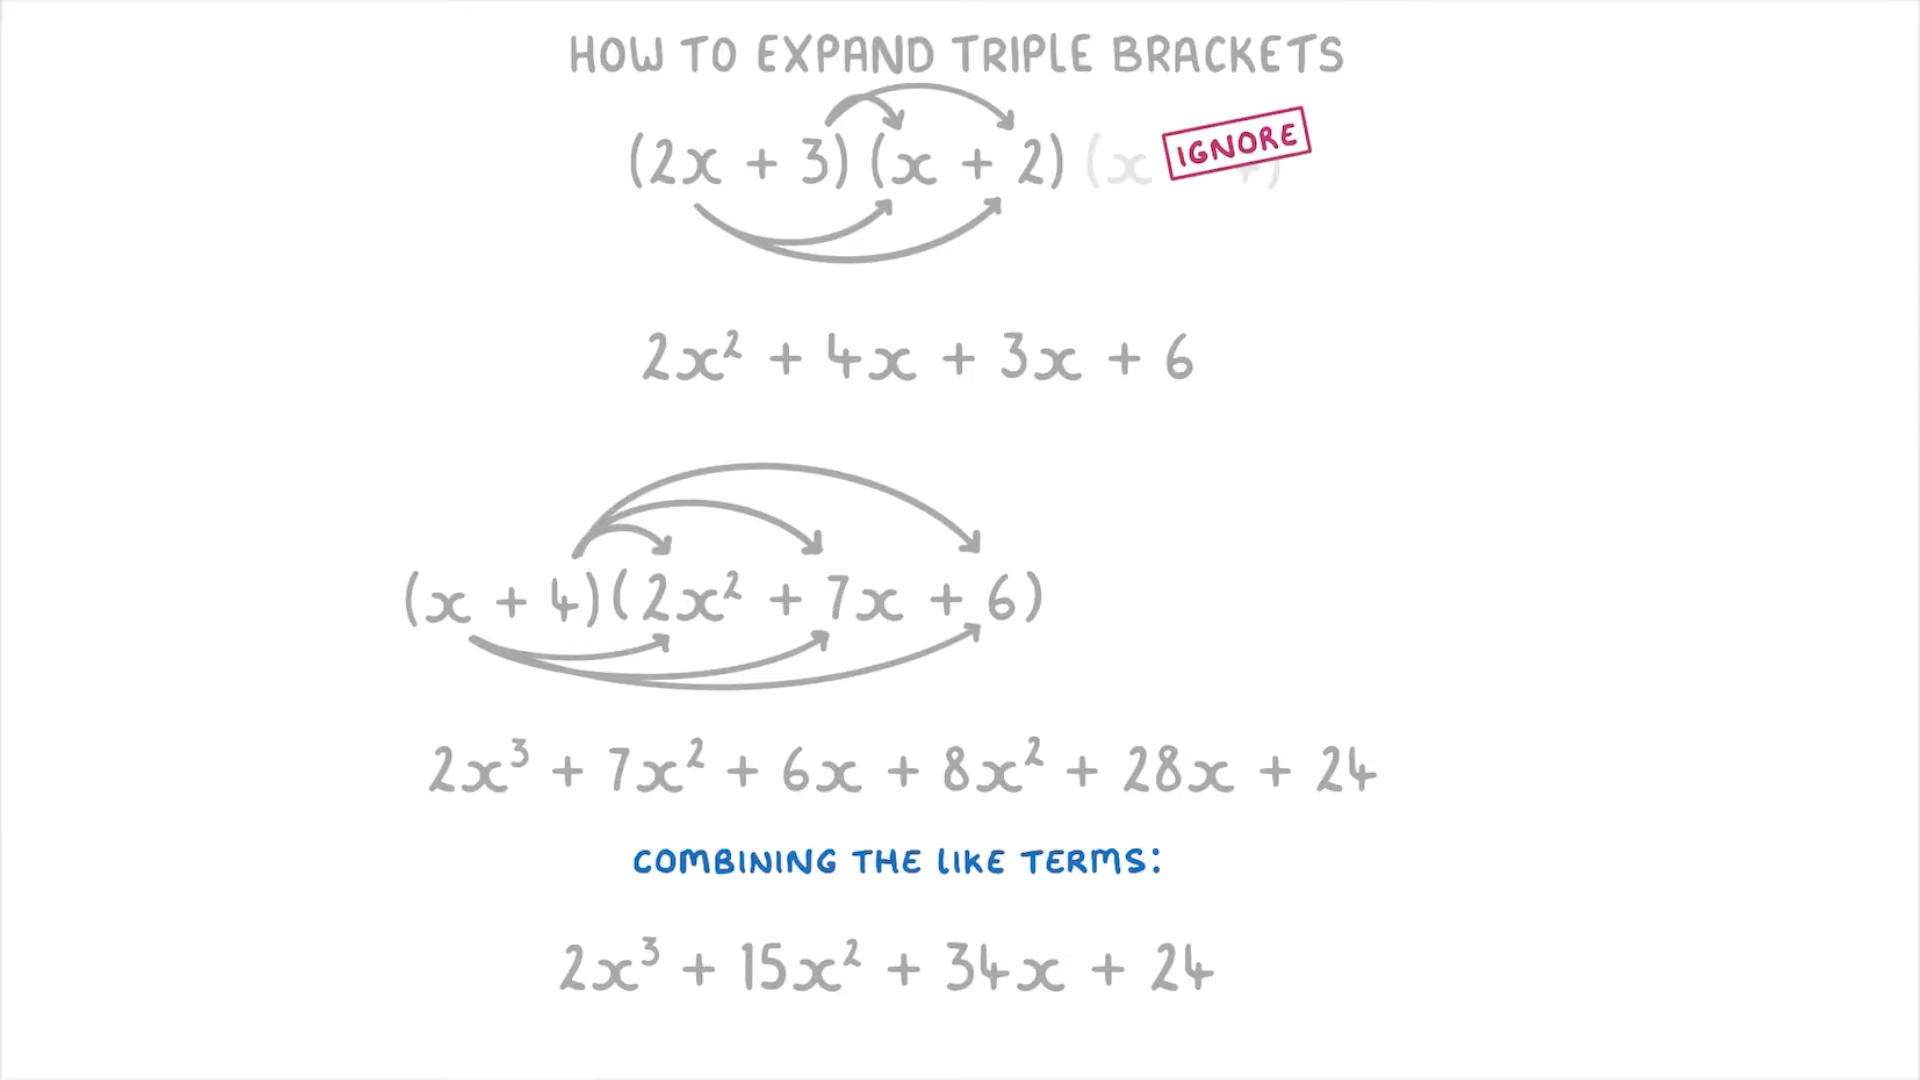 HOW TO EXPAND TRIPLE BRACKETS
(2x + 3)(x + 2)(x IGNORE )
2x² + 4x + 3x + 6
(x + 4)(2x² + 7x + 6)
2x³ + 7x² + 6x + 8x² + 28x + 24
COMBINING THE LIKE TERMS:
2x³ + 15x² + 34x + 24